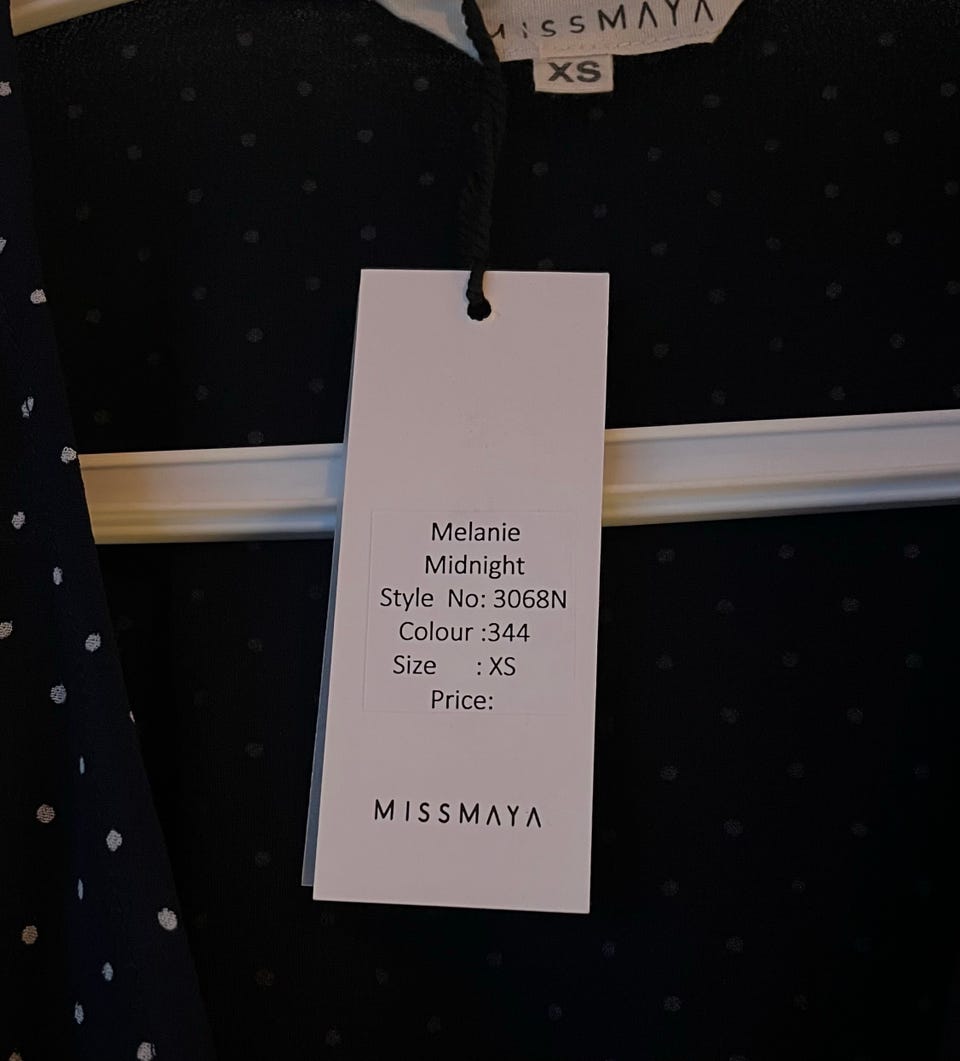 MISSMAYA
XS
Melanie
Midnight
Style No: 3068N
Colour :344
Size : XS
Price:
MISSMAYA